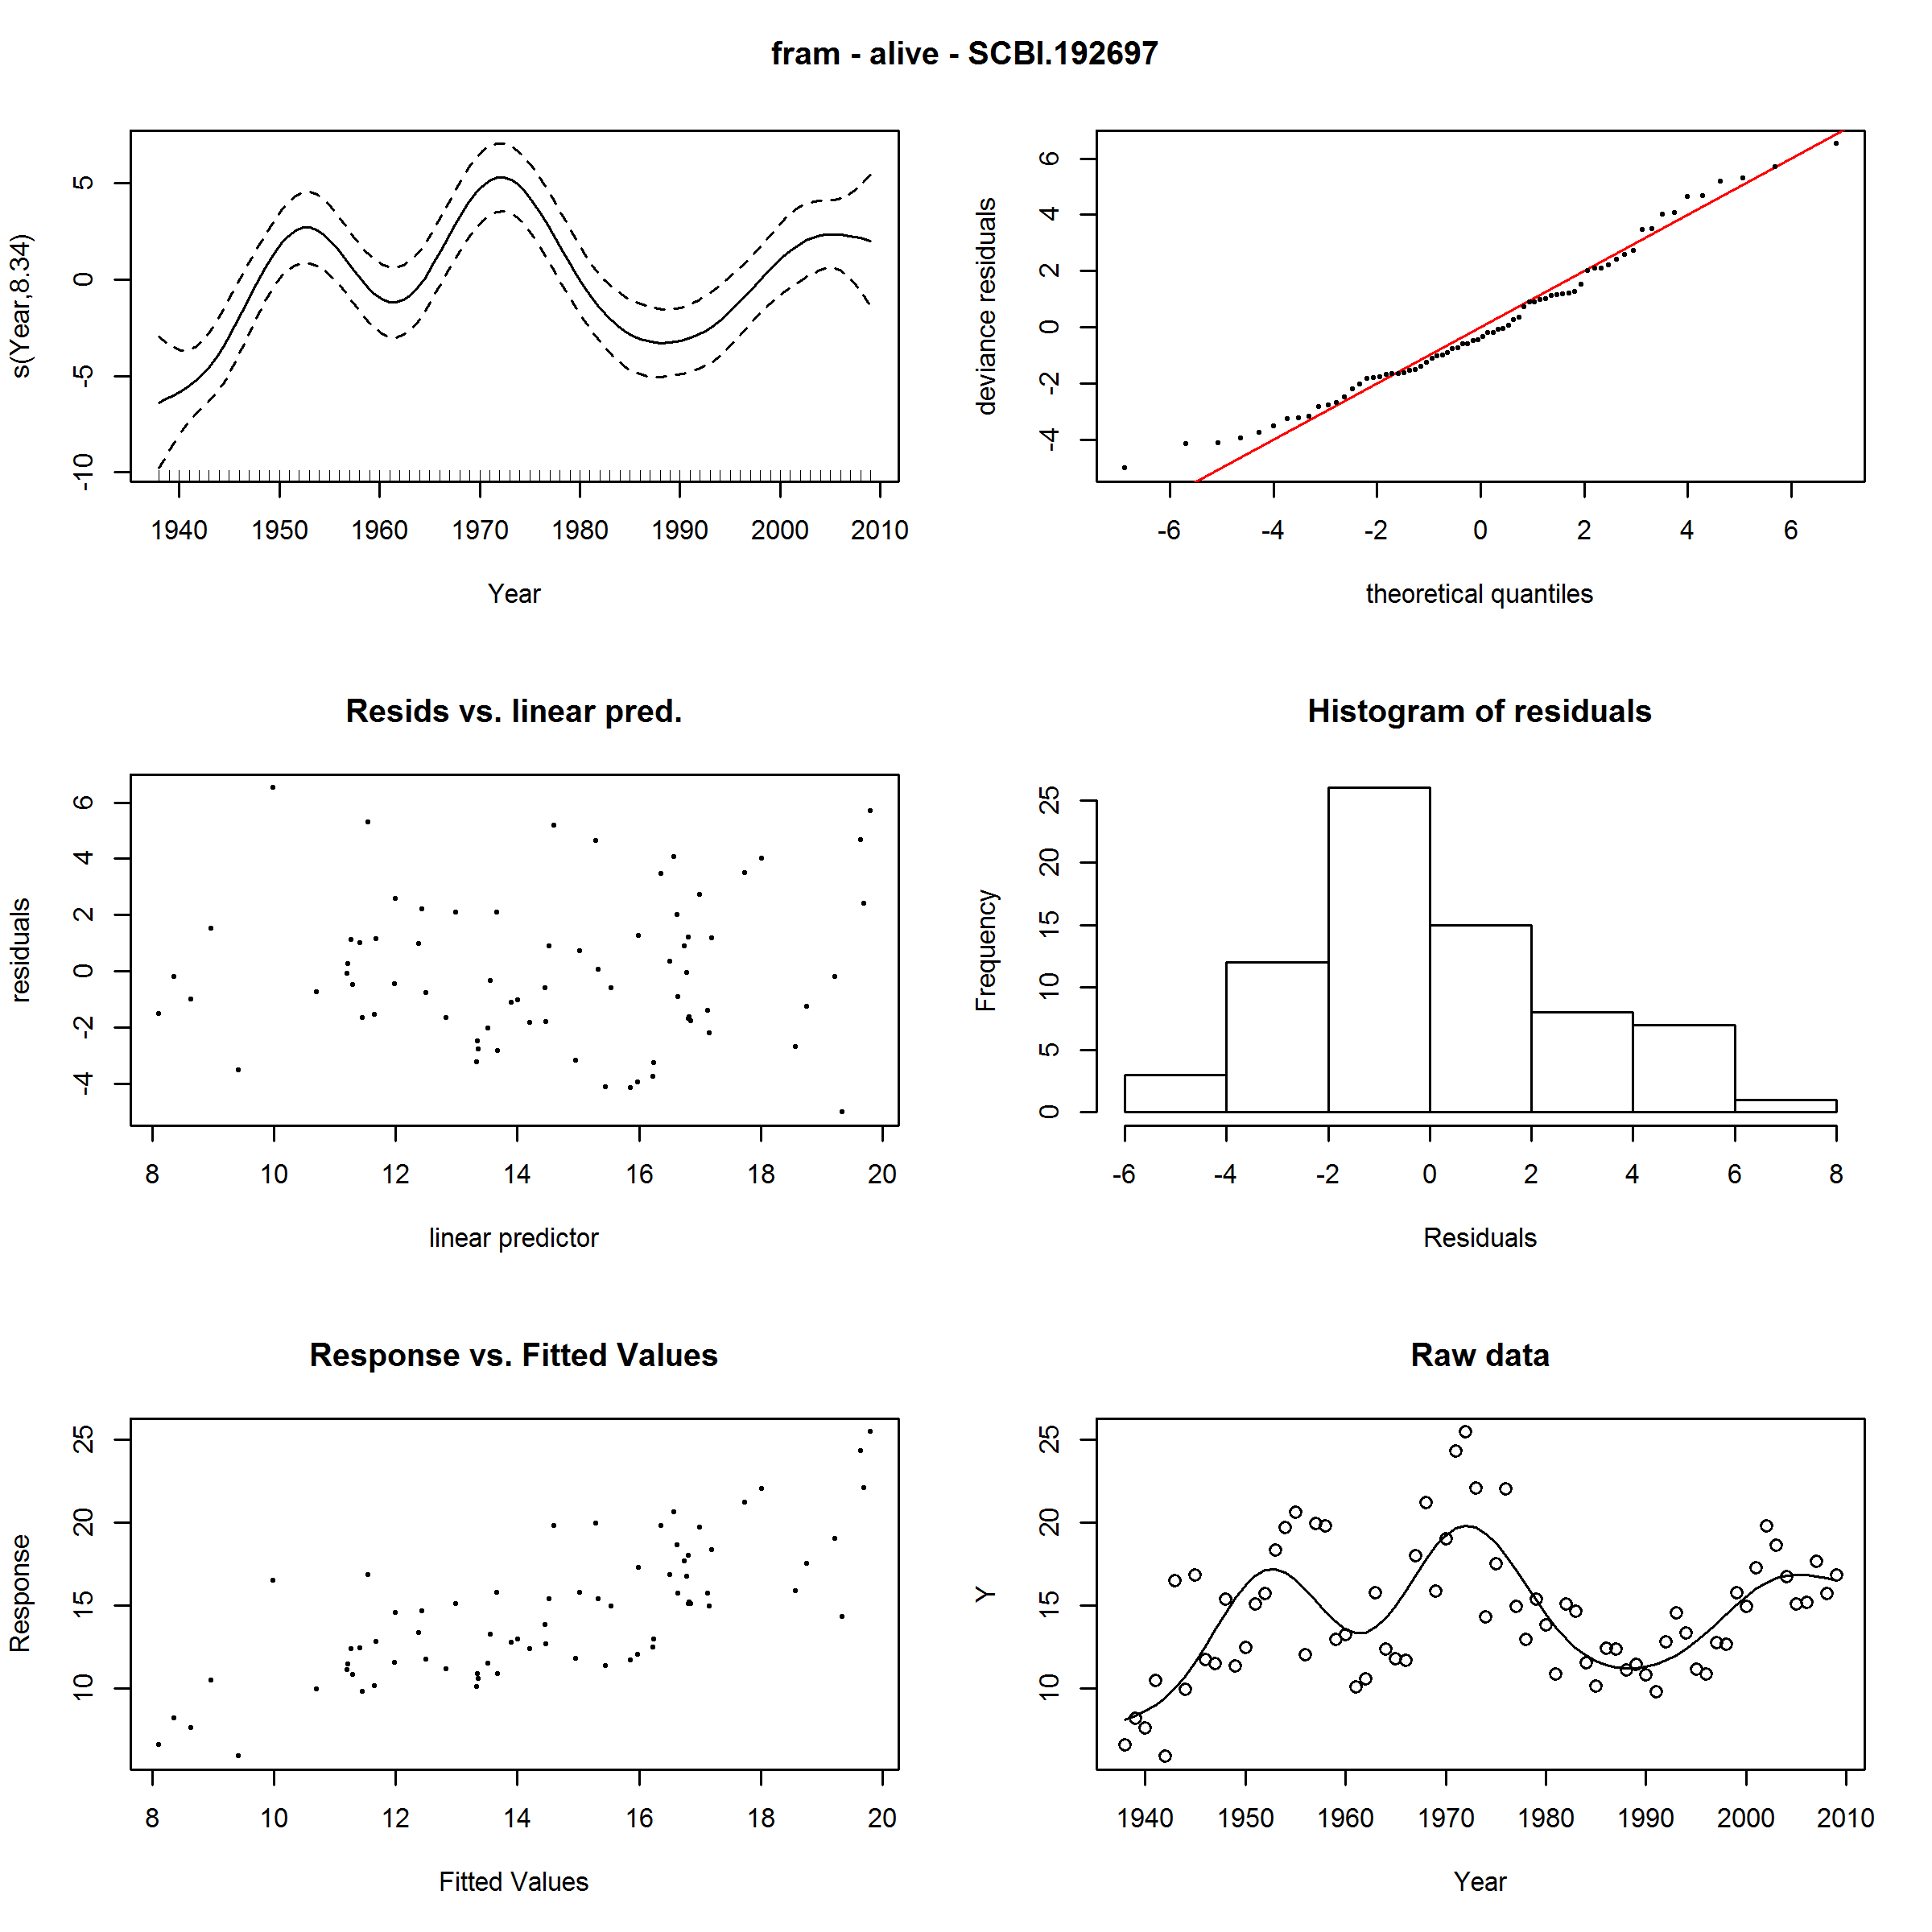 fram - alive - SCBI.192697
s(Year,8.34)
5
0
-5
-10
1940 1950 1960 1970 1980 1990 2000 2010
Year
deviance residuals
6
4
2
0
-2
-4
-6 -4 -2 0 2 4 6
theoretical quantiles
Resids vs. linear pred.
residuals
6
4
2
0
-2
-4
8 10 12 14 16 18 20
linear predictor
Histogram of residuals
Frequency
25
20
15
10
5
0
-6 -4 -2 0 2 4 6 8
Residuals
Response vs. Fitted Values
Response
25
20
15
10
8 10 12 14 16 18 20
Fitted Values
Raw data
Y
25
20
15
10
1940 1950 1960 1970 1980 1990 2000 2010
Year